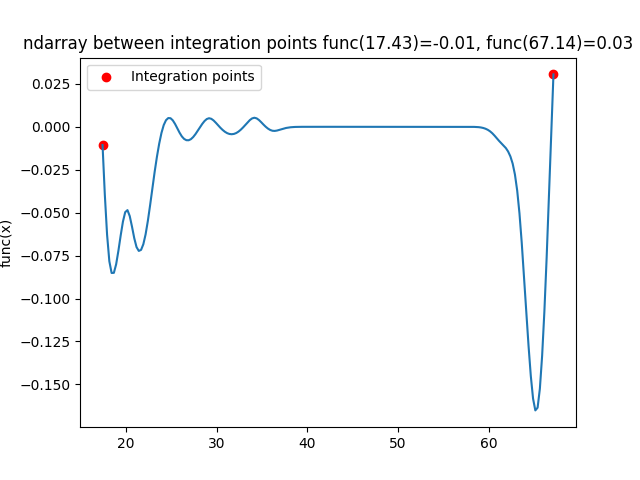 ndarray between integration points func(17.43)=-0.01, func(67.14)=0.03
Integration points
func(x)
0.025
0.000
−0.025
−0.050
−0.075
−0.100
−0.125
−0.150
20 30 40 50 60